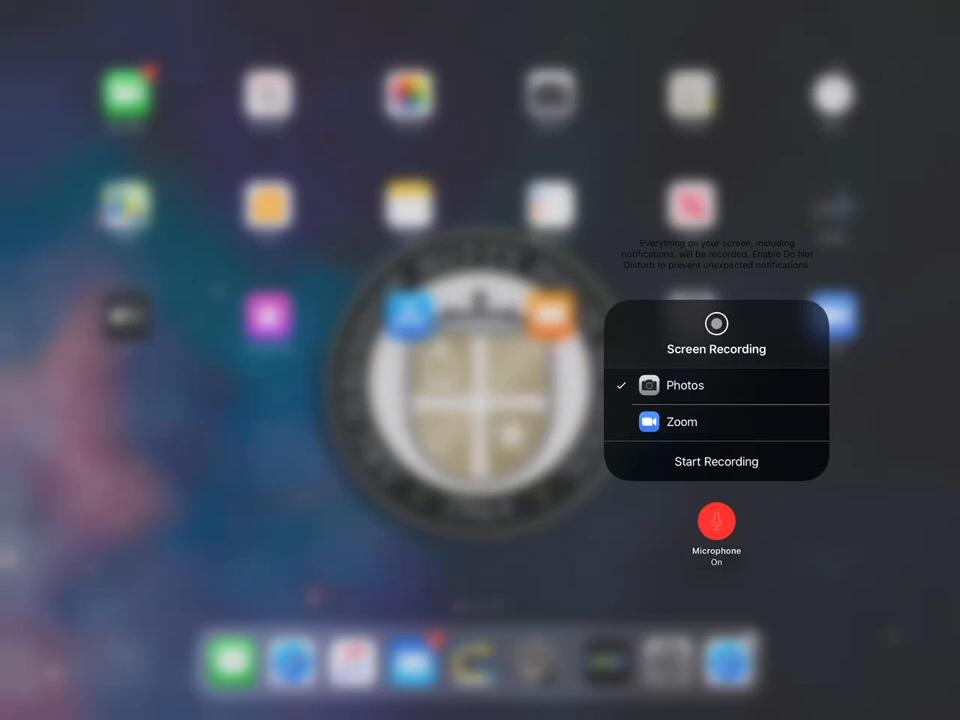 Everything on your screen, including
notifications, will be recorded. Enable Do Not
Disturb to prevent unexpected notifications.
Screen Recording
Photos
Zoom
Start Recording
Microphone
On